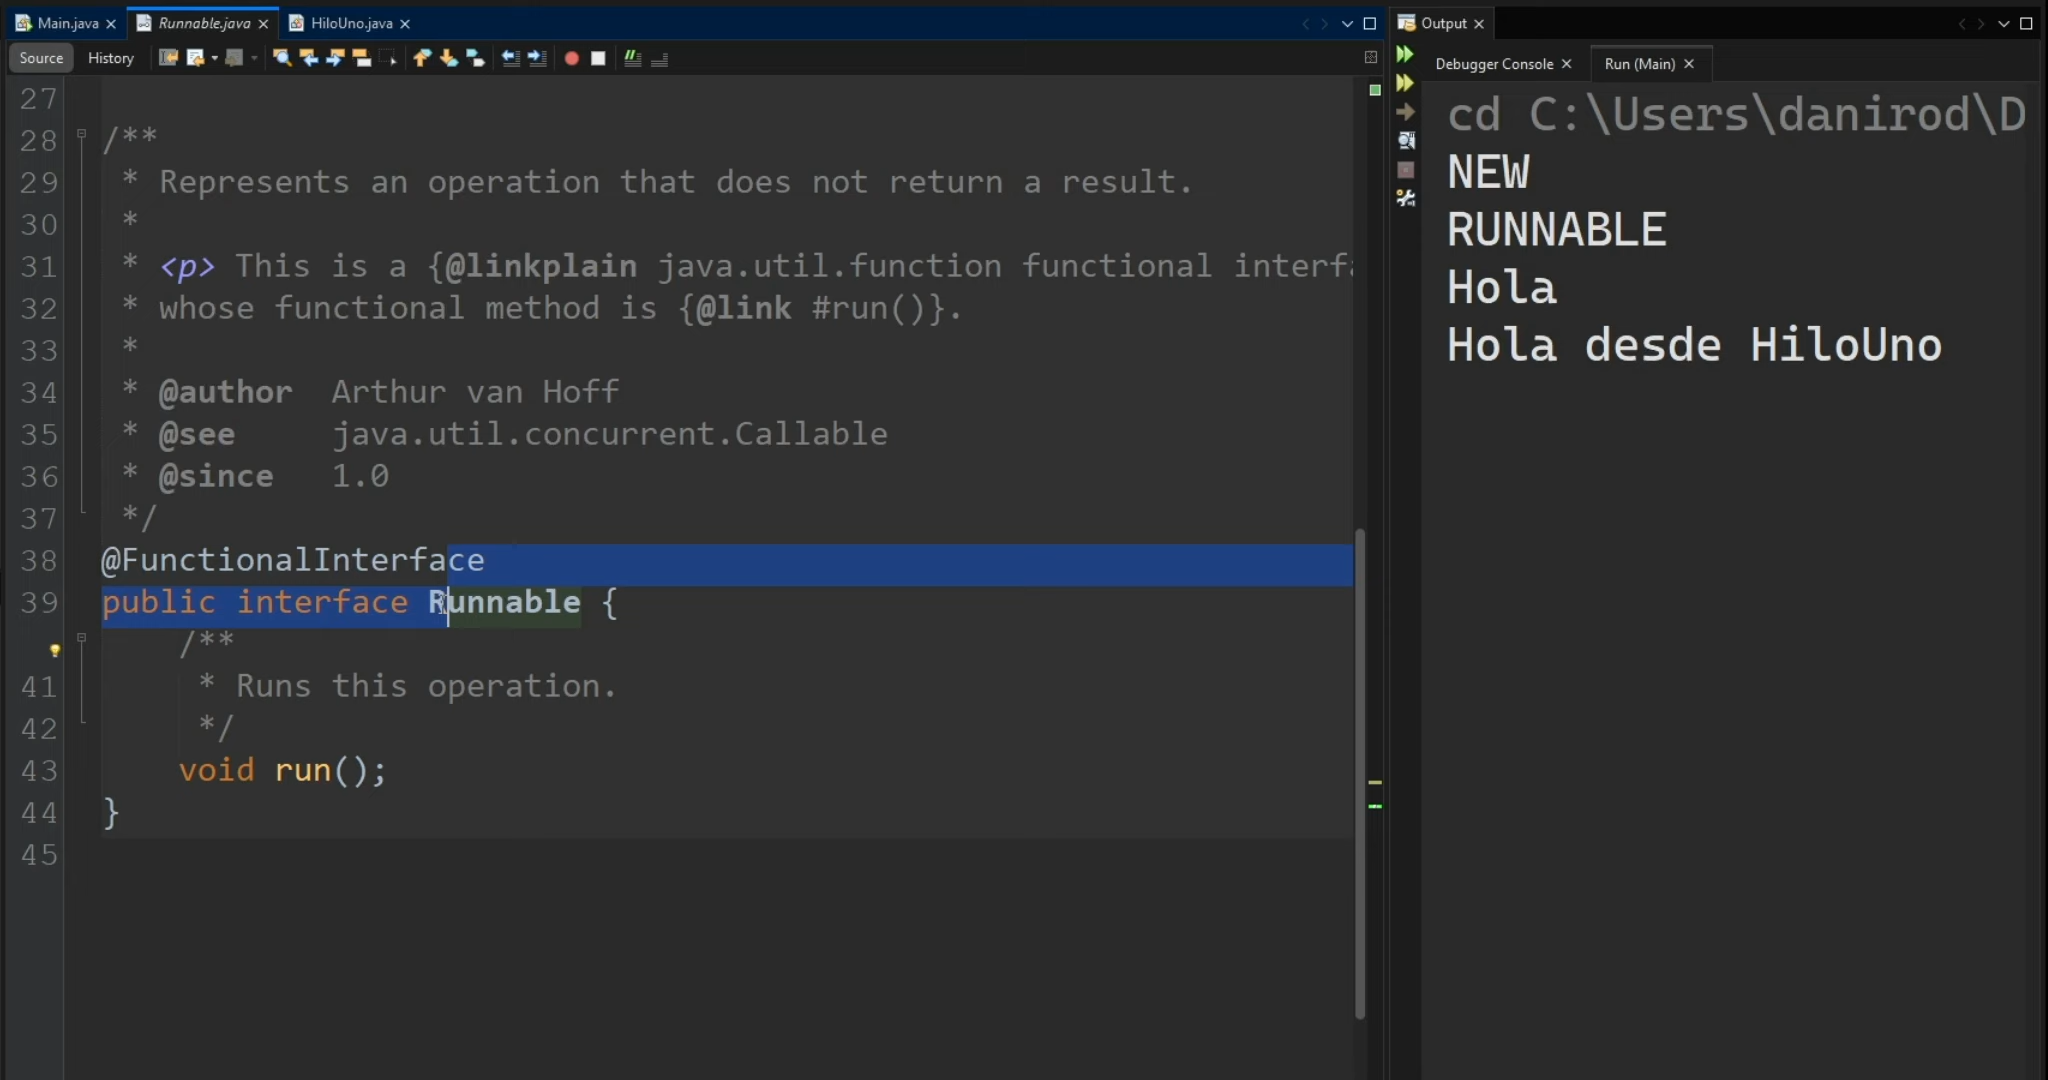 Main.java
Runnable.java
HiloUno.java
Source
History
27
28 /**
29 * Represents an operation that does not return a result.
30 *
31 * <p> This is a {@linkplain java.util.function functional
32 * whose functional method is {@link #run()}.
33 *
34 * @author Arthur van Hoff
35 * @see java.util.concurrent.Callable
36 * @since 1.0
37 */
38 @FunctionalInterface
39 public interface Runnable {
/**
41 * Runs this operation.
42 */
43 void run();
44 }
45
Output
Debugger Console
Run (Main)
cd C:\Users\danirod\D
NEW
RUNNABLE
Hola
Hola desde HiloUno